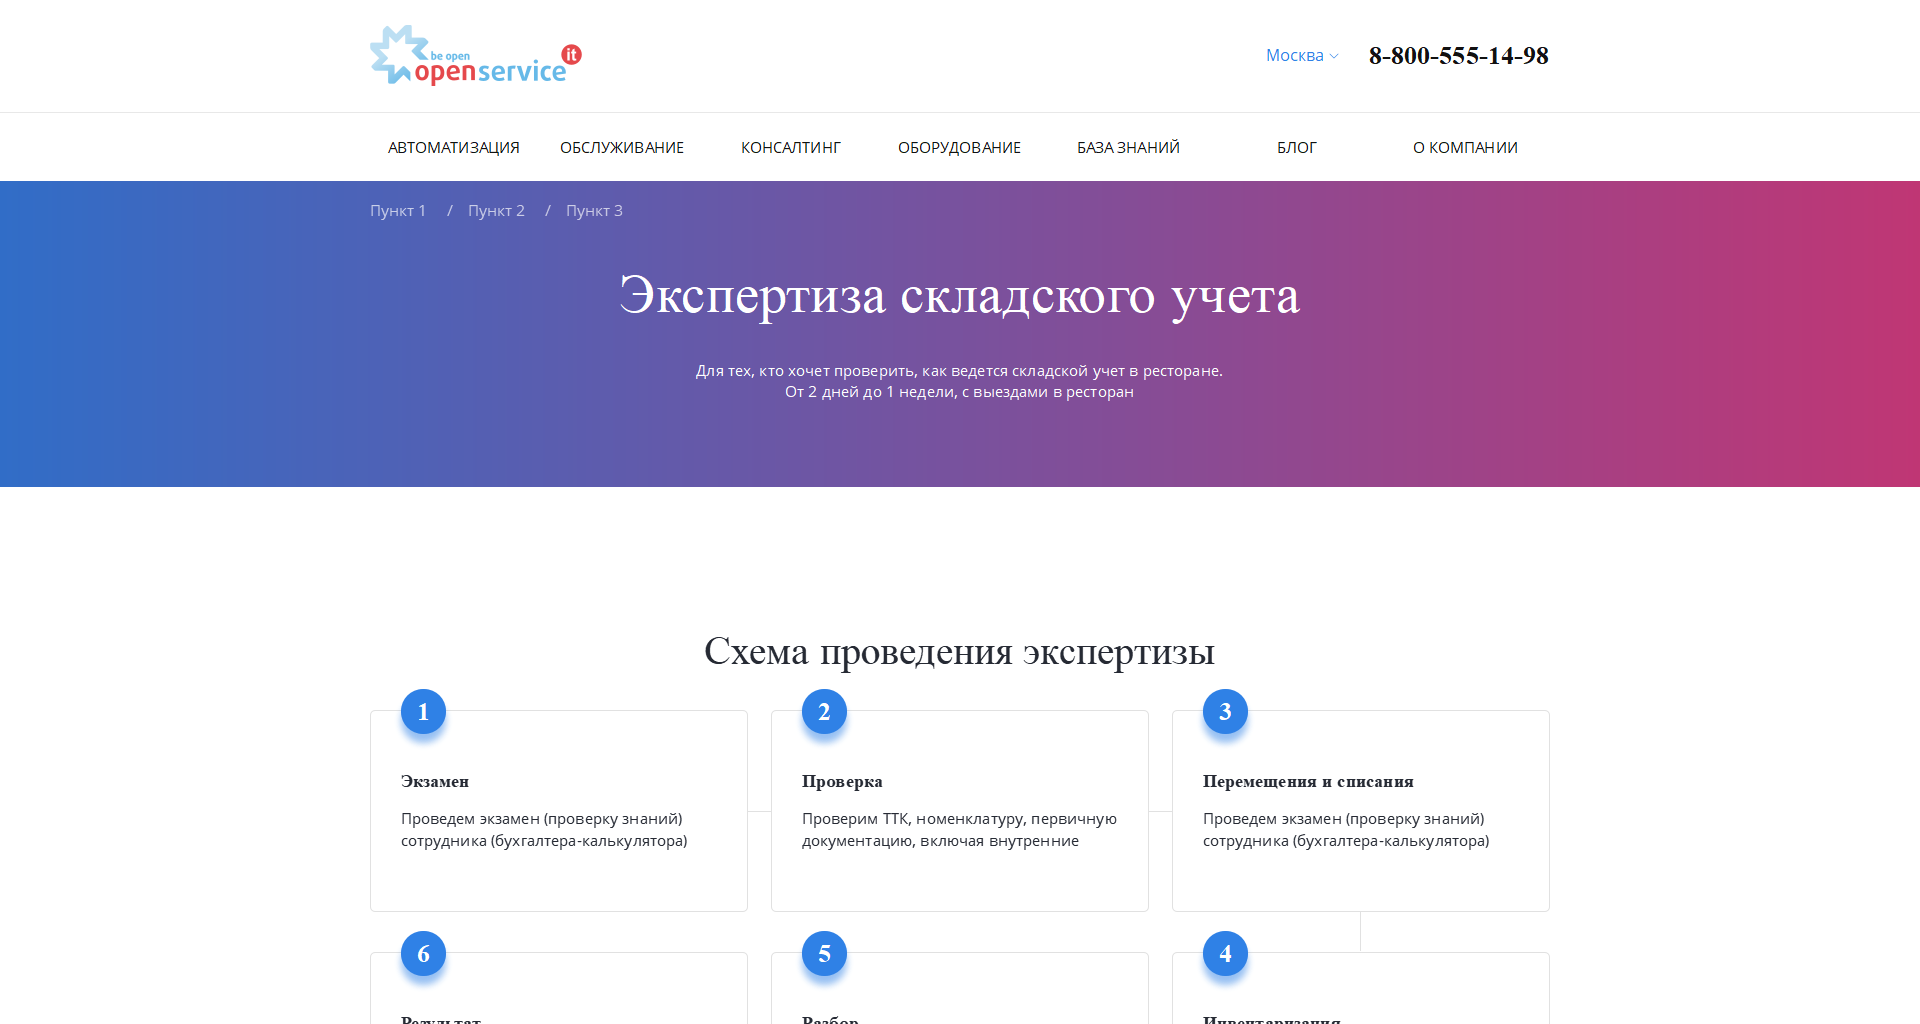 be open
openservice
it
Москва
8-800-555-14-98
АВТОМАТИЗАЦИЯ
ОБСЛУЖИВАНИЕ
КОНСАЛТИНГ
ОБОРУДОВАНИЕ
БАЗА ЗНАНИЙ
БЛОГ
О КОМПАНИИ
Пункт 1 / Пункт 2 / Пункт 3
Экспертиза складского учета
Для тех, кто хочет проверить, как ведется складской учет в ресторане.
От 2 дней до 1 недели, с выездами в ресторан
Схема проведения экспертизы
1
Экзамен
Проведем экзамен (проверку знаний)
сотрудника (бухгалтера-калькулятора)
2
Проверка
Проверим ТТК, номенклатуру, первичную
документацию, включая внутренние
3
Перемещения и списания
Проведем экзамен (проверку знаний)
сотрудника (бухгалтера-калькулятора)
6
Результат
5
Разбор
4
Инвентаризация